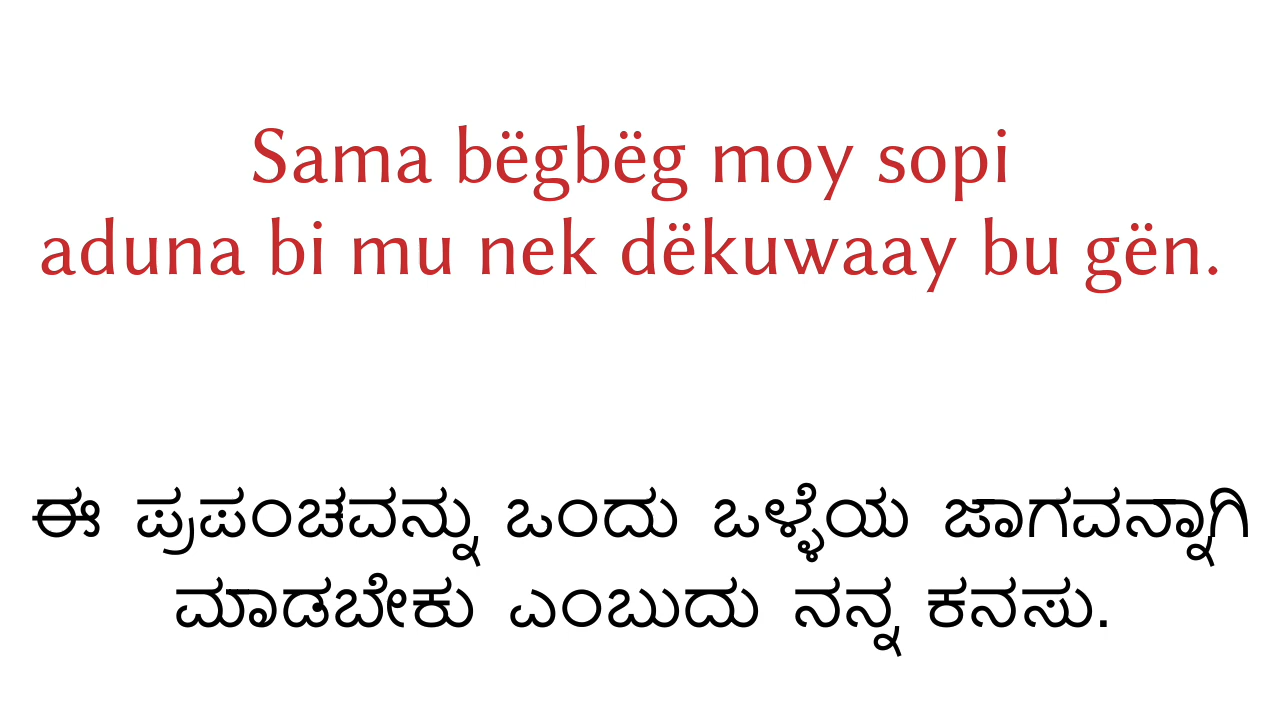 Sama bëgbëg moy sopi
aduna bi mu nek dëkuwaay bu gën.
ಈ ಪ್ರಪಂಚವನ್ನು ಒಂದು ಒಳ್ಳೆಯ ಜಾಗವನ್ನಾಗಿ
ಮಾಡಬೇಕು ಎಂಬುದು ನನ್ನ ಕನಸು.